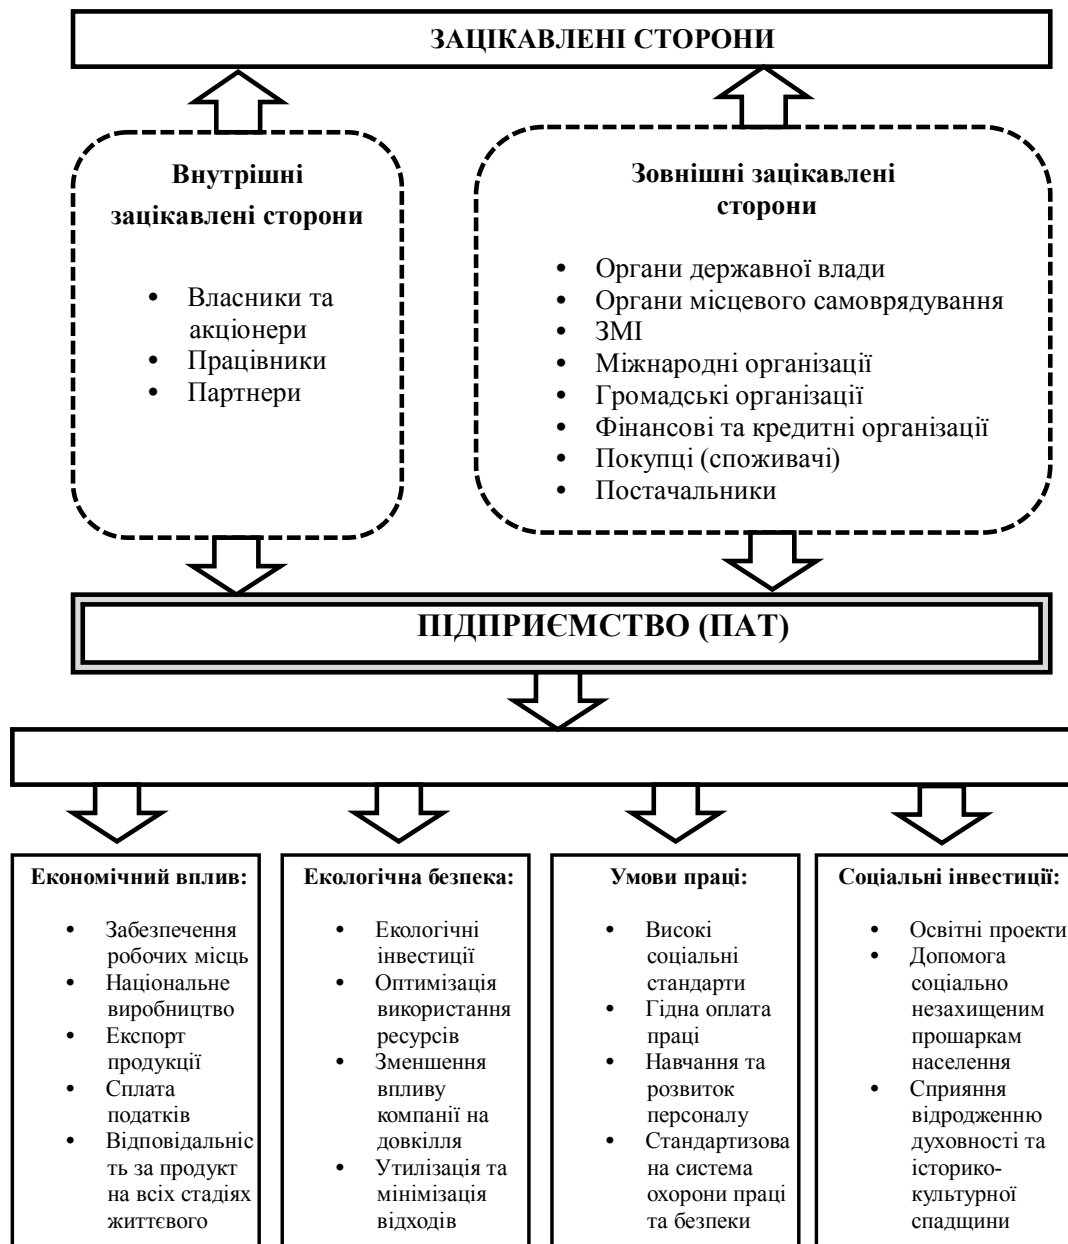 ЗАЦІКАВЛЕНІ СТОРОНИ
Внутрішні
зацікавлені сторони
• Власники та
акціонери
• Працівники
• Партнери
Зовнішні зацікавлені
сторони
• Органи державної влади
• Органи місцевого самоврядування
• ЗМІ
• Міжнародні організації
• Громадські організації
• Фінансові та кредитні організації
• Покупці (споживачі)
• Постачальники
ПІДПРИЄМСТВО (ПАТ)
Економічний вплив:
• Забезпечення
робочих місць
• Національне
виробництво
• Експорт
продукції
• Сплата
податків
• Відповідальніс
ть за продукт
на всіх стадіях
життєвого
Екологічна безпека:
• Екологічні
інвестиції
• Оптимізація
використання
ресурсів
• Зменшення
впливу
компанії на
довкілля
• Утилізація та
мінімізація
відходів
Умови праці:
• Високі
соціальні
стандарти
• Гідна оплата
праці
• Навчання та
розвиток
персоналу
• Стандартизова
на система
охорони праці
та безпеки
Соціальні інвестиції:
• Освітні проекти
• Допомога
соціально
незахищеним
прошаркам
населення
• Сприяння
відродженню
духовності та
історико-
культурної
спадщини